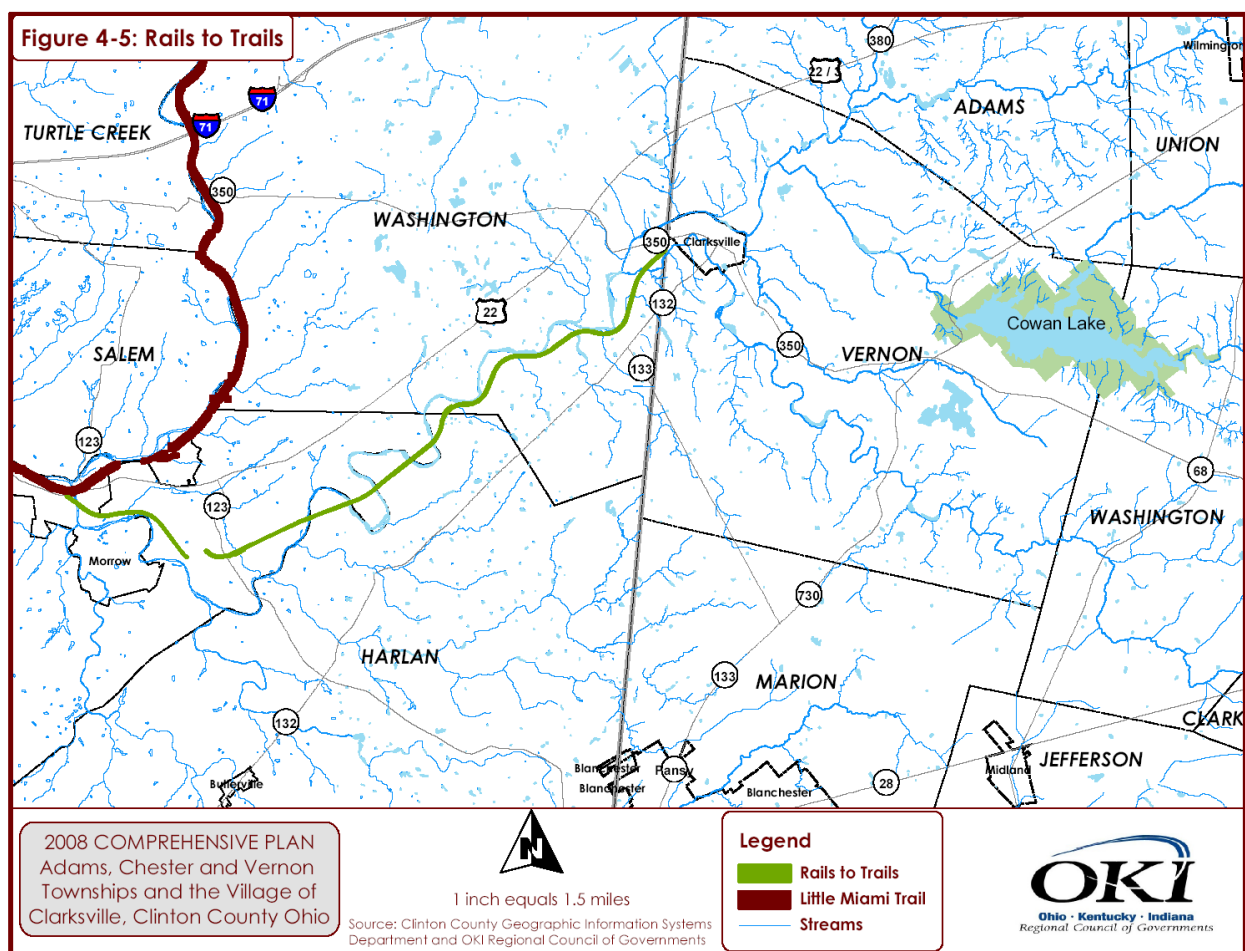 Figure 4-5: Rails to Trails
380
Wilmington
22 / 3
71
71
ADAMS
TURTLE CREEK
UNION
350
WASHINGTON
350
Clarksville
132
22
Cowan Lake
350
SALEM
VERNON
133
123
68
123
WASHINGTON
Morrow
730
HARLAN
133
MARION
132
CLARK
JEFFERSON
Blanchester
Pansy
Midland
Butlerville
28
Blanchester
Blanchester
2008 COMPREHENSIVE PLAN
Adams, Chester and Vernon
Townships and the Village of
Clarksville, Clinton County Ohio
N
1 inch equals 1.5 miles
Source: Clinton County Geographic Information Systems
Department and OKI Regional Council of Governments
Legend
Rails to Trails
Little Miami Trail
Streams
OKI
Ohio · Kentucky · Indiana
Regional Council of Governments